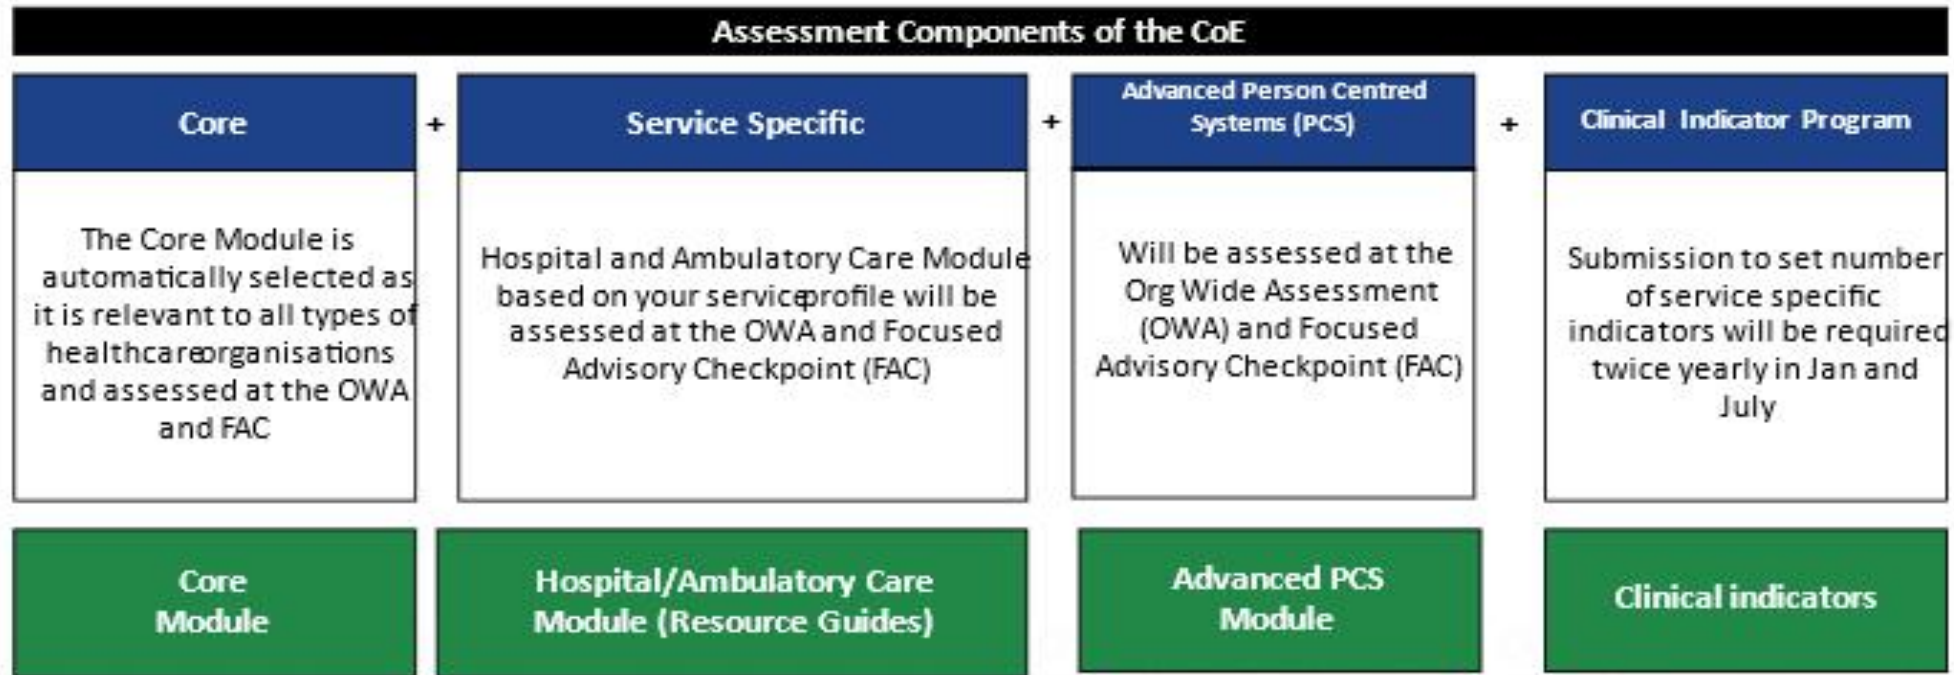 Assessment Components of the CoE
Core
+
Service Specific
+
Advanced Person Centred
Systems (PCS)
+
Clinical Indicator Program
The Core Module is
automatically selected as
it is relevant to all types of
healthcareorganisations
and assessed at the OWA
and FAC
Hospital and Ambulatory Care Module
based on your serviceprofile will be
assessed at the OWA and Focused
Advisory Checkpoint (FAC)
Will be assessed at the
Org Wide Assessment
(OWA) and Focused
Advisory Checkpoint (FAC)
Submission to set number
of service specific
indicators will be required
twice yearly in Jan and
July
Core
Module
Hospital/Ambulatory Care
Module (Resource Guides)
Advanced PCS
Module
Clinical indicators